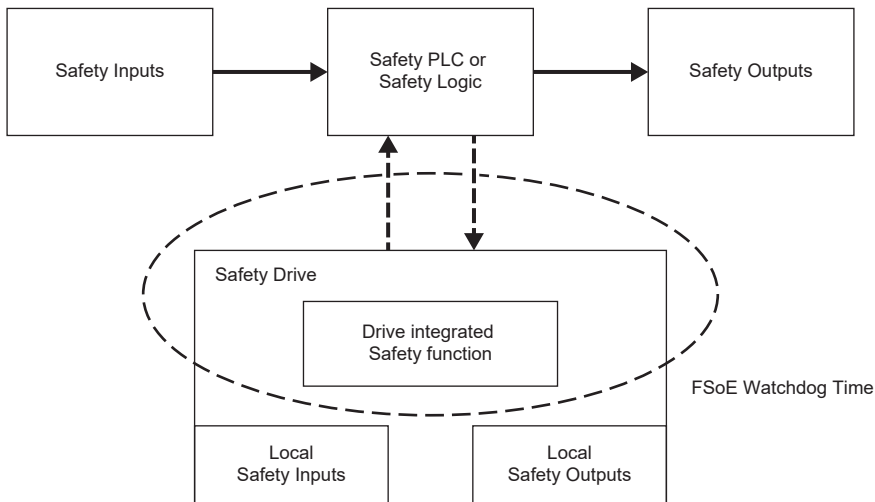 Safety Inputs
Safety PLC or
Safety Logic
Safety Outputs
Safety Drive
Drive integrated
Safety function
FSoE Watchdog Time
Local
Safety Inputs
Local
Safety Outputs